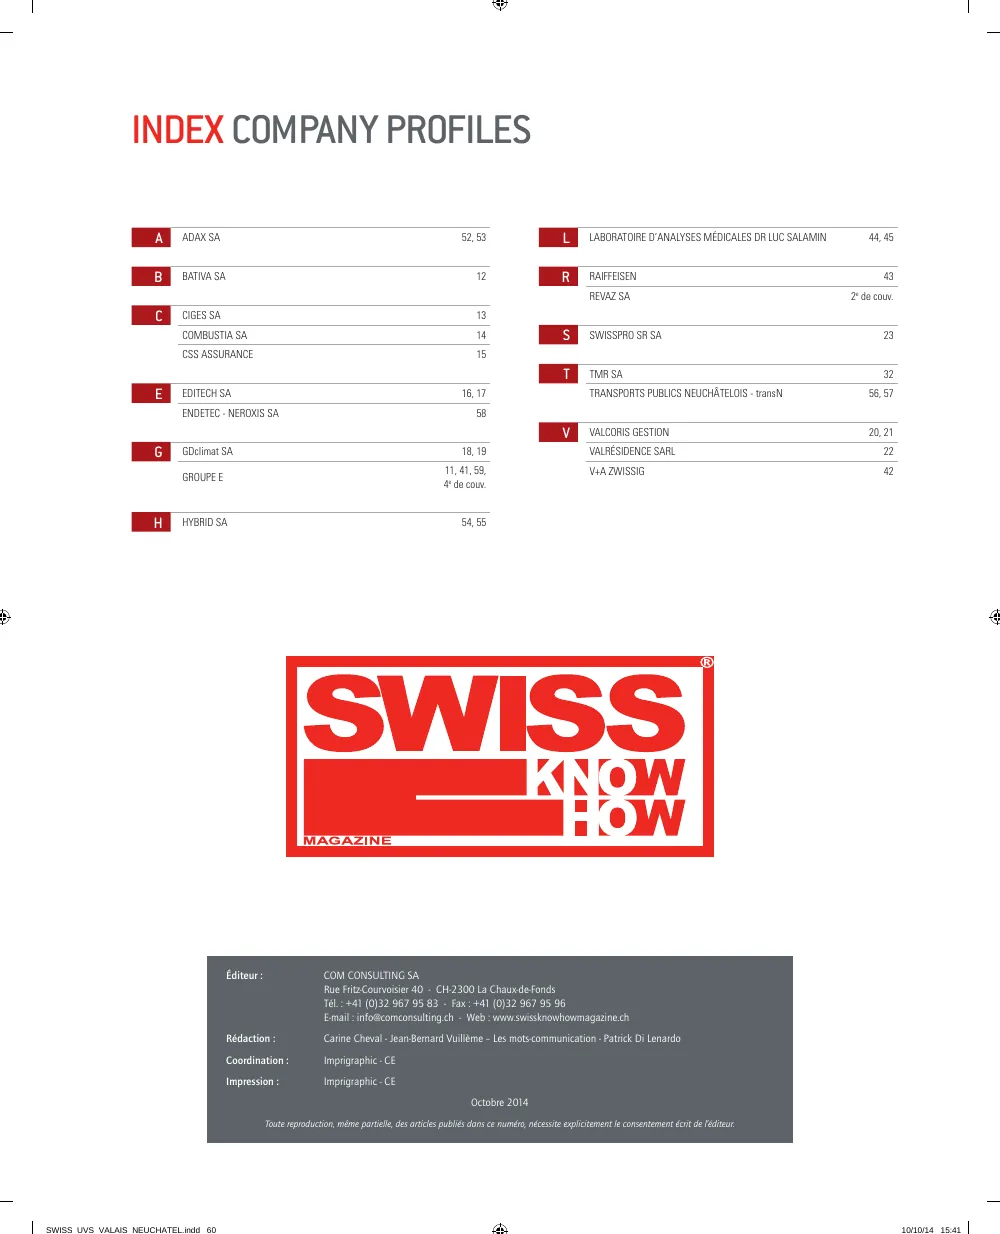 INDEX COMPANY PROFILES
A ADAX SA 52, 53
B BATIVA SA 12
C CIGES SA 13
COMBUSTIA SA 14
CSS ASSURANCE 15
E EDITECH SA 16, 17
ENDETEC - NEROXIS SA 58
G GDclimat SA 18, 19
GROUPE E 11, 41, 59,
4e de couv.
H HYBRID SA 54, 55
L LABORATOIRE D'ANALYSES MÉDICALES DR LUC SALAMIN 44, 45
R RAIFFEISEN 43
REVAZ SA 2e de couv.
S SWISSPRO SR SA 23
T TMR SA 32
TRANSPORTS PUBLICS NEUCHÂTELOIS - transN 56, 57
V VALCORIS GESTION 20, 21
VALRÉSIDENCE SARL 22
V+A ZWISSIG 42
®
SWISS
KNOW
HOW
MAGAZINE
Éditeur : COM CONSULTING SA
Rue Fritz-Courvoisier 40 - CH-2300 La Chaux-de-Fonds
Tél. : +41 (0)32 967 95 83 - Fax : +41 (0)32 967 95 96
E-mail : info@comconsulting.ch - Web : www.swissknowhowmagazine.ch
Rédaction : Carine Cheval - Jean-Bernard Vuillème – Les mots-communication - Patrick Di Lenardo
Coordination : Imprigraphic - CE
Impression : Imprigraphic - CE
Octobre 2014
Toute reproduction, même partielle, des articles publiés dans ce numéro, nécessite explicitement le consentement écrit de l'éditeur.
SWISS_UVS_VALAIS_NEUCHATEL.indd 60 10/10/14 15:41